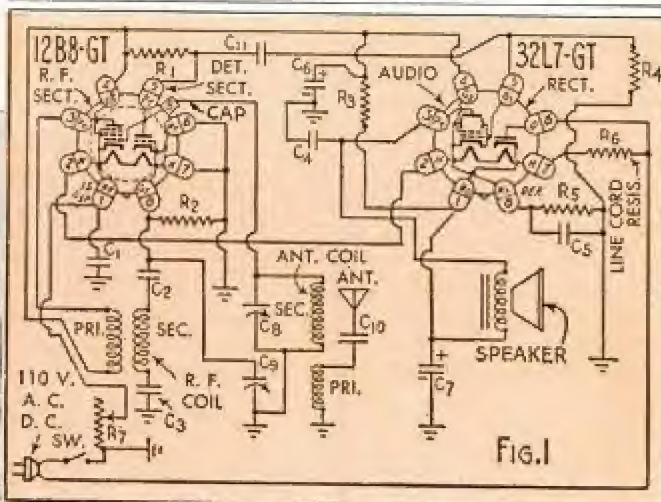 12B8-GT
R. F. SECT.
R1
DET. SECT.
CAP
C11
C6
+
R3
C4
AUDIO
32L7-GT
RECT.
R4
R6
LINE CORD RESIS.
R5
C5
R2
C1
C2
PRI.
SEC.
R. F. COIL
C3
C8
C9
ANT. COIL
SEC.
ANT.
C10
PRI.
C7
+
SPEAKER
110 V.
A. C.
D. C.
SW.
R7
FIG.1